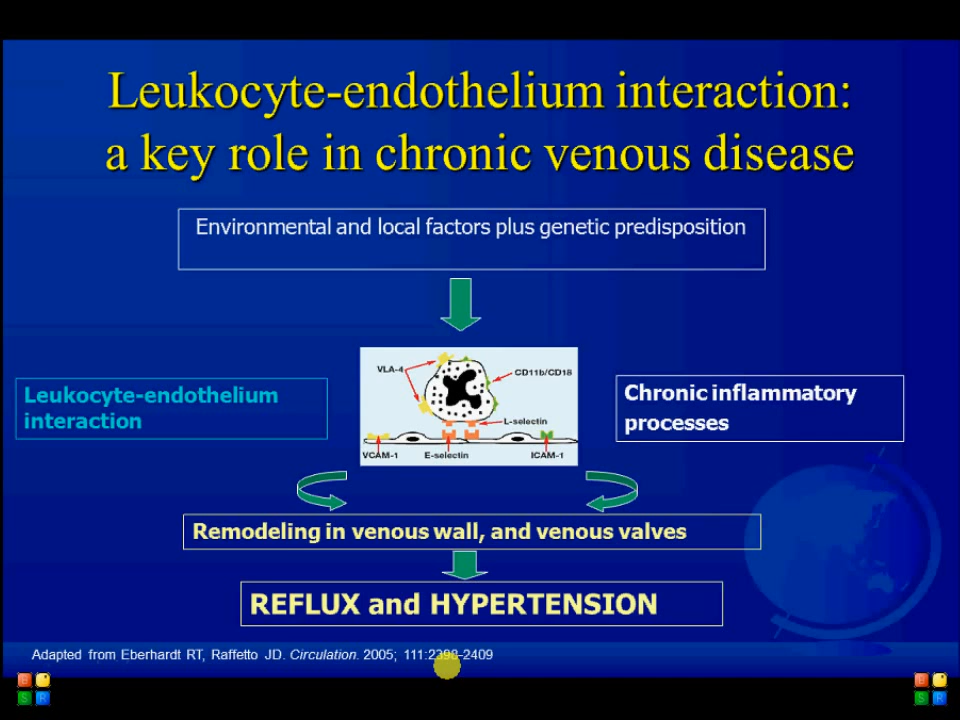 Leukocyte-endothelium interaction:
a key role in chronic venous disease
Environmental and local factors plus genetic predisposition
VLA-4
CD11b/CD18
L-selectin
VCAM-1
E-selectin
ICAM-1
Leukocyte-endothelium
interaction
Chronic inflammatory
processes
Remodeling in venous wall, and venous valves
REFLUX and HYPERTENSION
Adapted from Eberhardt RT, Raffetto JD. Circulation. 2005; 111:2398-2409
B
S R
B
S R